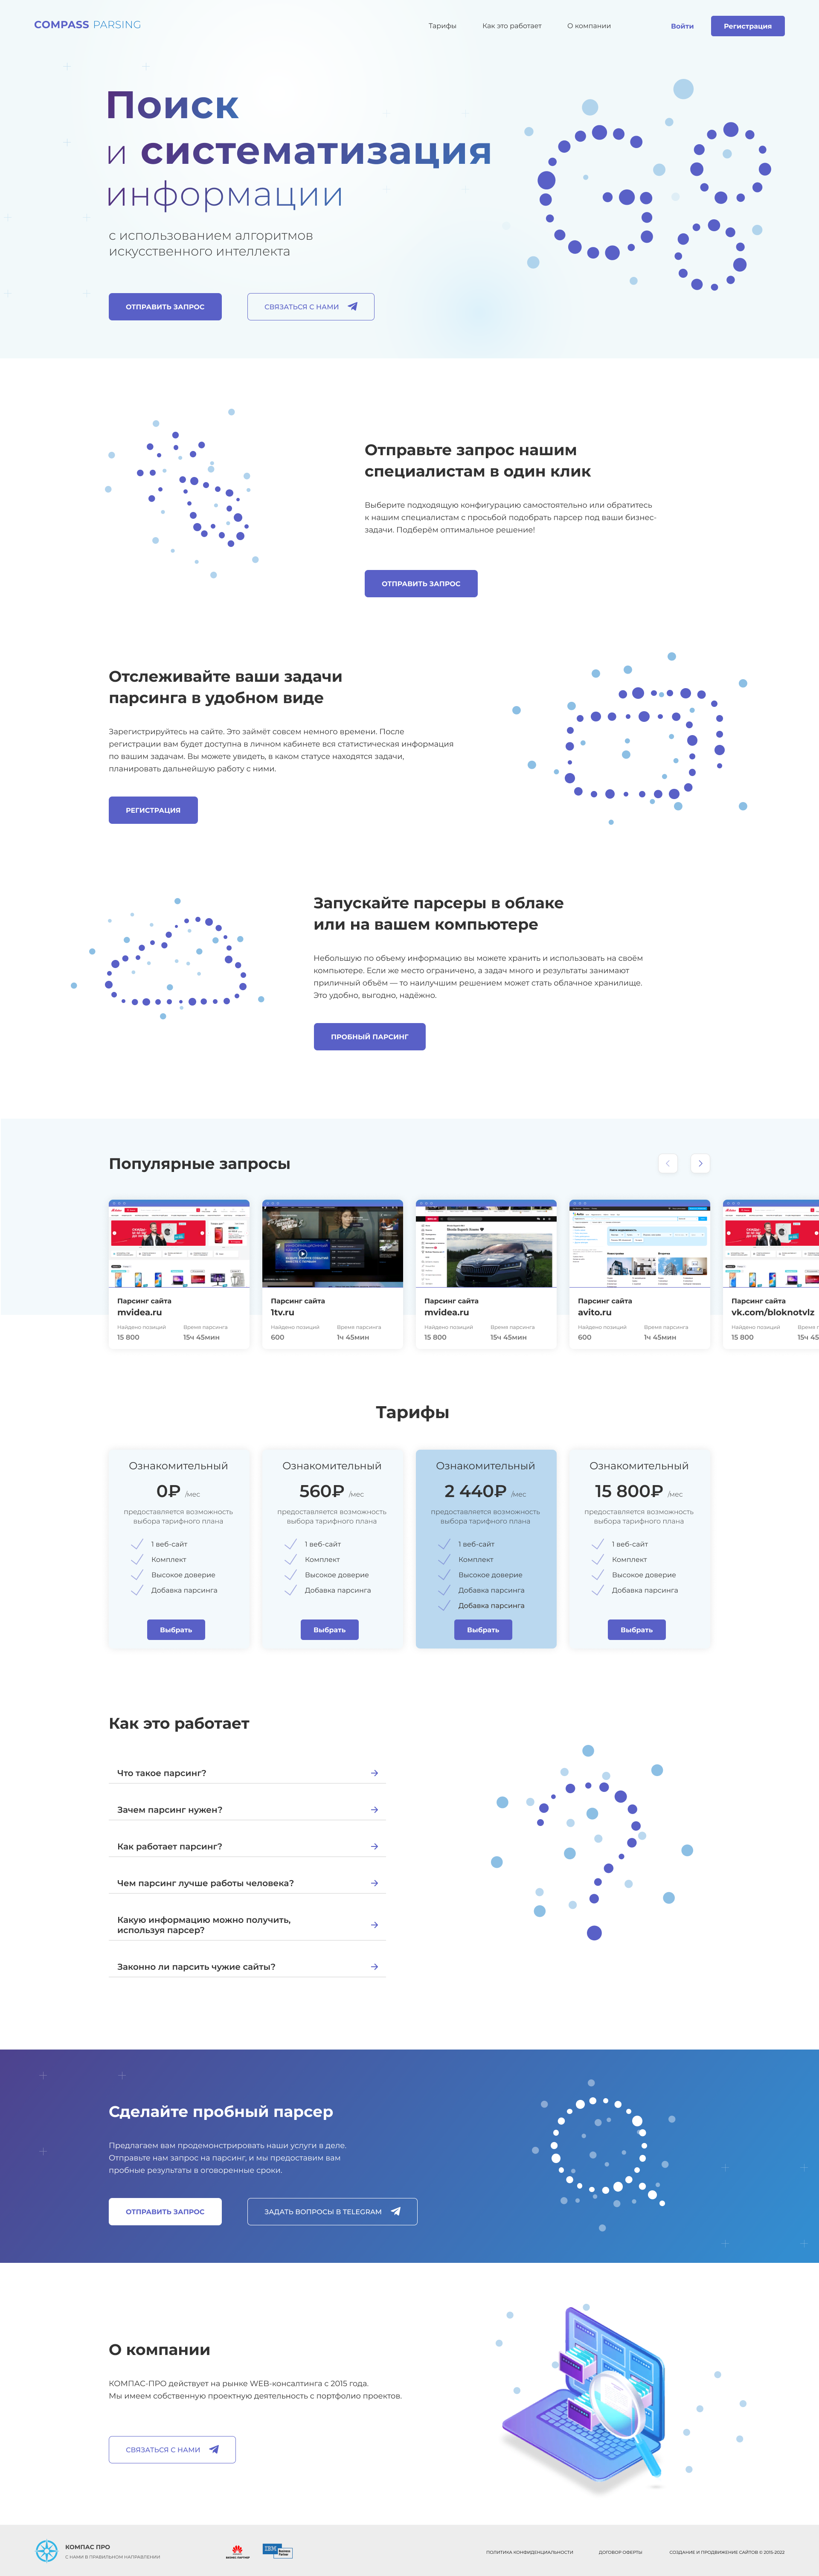 COMPASS PARSING
Тарифы
Как это работает
О компании
Войти
Регистрация
Поиск
и систематизация
информации
с использованием алгоритмов
искусственного интеллекта
ОТПРАВИТЬ ЗАПРОС
СВЯЗАТЬСЯ С НАМИ
Отправьте запрос нашим
специалистам в один клик
Выберите подходящую конфигурацию самостоятельно или обратитесь
к нашим специалистам с просьбой подобрать парсер под ваши бизнес-
задачи. Подберём оптимальное решение!
ОТПРАВИТЬ ЗАПРОС
Отслеживайте ваши задачи
парсинга в удобном виде
Зарегистрируйтесь на сайте. Это займёт совсем немного времени. После
регистрации вам будет доступна в личном кабинете вся статистическая информация
по вашим задачам. Вы можете увидеть, в каком статусе находятся задачи,
планировать дальнейшую работу с ними.
РЕГИСТРАЦИЯ
Запускайте парсеры в облаке
или на вашем компьютере
Небольшую по объему информацию вы можете хранить и использовать на своём
компьютере. Если же место ограничено, а задач много и результаты занимают
приличный объём — то наилучшим решением может стать облачное хранилище.
Это удобно, выгодно, надёжно.
ПРОБНЫЙ ПАРСИНГ
Популярные запросы
Парсинг сайта
mvidea.ru
Найдено позиций
Время парсинга
15 800
15ч 45мин
Парсинг сайта
1tv.ru
Найдено позиций
Время парсинга
600
1ч 45мин
Парсинг сайта
mvidea.ru
Найдено позиций
Время парсинга
15 800
15ч 45мин
Парсинг сайта
avito.ru
Найдено позиций
Время парсинга
600
1ч 45мин
Парсинг сайта
vk.com/bloknotvlz
Найдено позиций
Время п
15 800
15ч 45
Тарифы
Ознакомительный
0₽ /мес
предоставляется возможность
выбора тарифного плана
1 веб-сайт
Комплект
Высокое доверие
Добавка парсинга
Выбрать
Ознакомительный
560₽ /мес
предоставляется возможность
выбора тарифного плана
1 веб-сайт
Комплект
Высокое доверие
Добавка парсинга
Выбрать
Ознакомительный
2 440₽ /мес
предоставляется возможность
выбора тарифного плана
1 веб-сайт
Комплект
Высокое доверие
Добавка парсинга
Добавка парсинга
Выбрать
Ознакомительный
15 800₽ /мес
предоставляется возможность
выбора тарифного плана
1 веб-сайт
Комплект
Высокое доверие
Добавка парсинга
Выбрать
Как это работает
Что такое парсинг?
Зачем парсинг нужен?
Как работает парсинг?
Чем парсинг лучше работы человека?
Какую информацию можно получить,
используя парсер?
Законно ли парсить чужие сайты?
Сделайте пробный парсер
Предлагаем вам продемонстрировать наши услуги в деле.
Отправьте нам запрос на парсинг, и мы предоставим вам
пробные результаты в оговоренные сроки.
ОТПРАВИТЬ ЗАПРОС
ЗАДАТЬ ВОПРОСЫ В TELEGRAM
О компании
КОМПАС-ПРО действует на рынке WEB-консалтинга с 2015 года.
Мы имеем собственную проектную деятельность с портфолио проектов.
СВЯЗАТЬСЯ С НАМИ
КОМПАС ПРО
С НАМИ В ПРАВИЛЬНОМ НАПРАВЛЕНИИ
IBM
Business
Partner
ПОЛИТИКА КОНФИДЕНЦИАЛЬНОСТИ
ДОГОВОР ОФЕРТЫ
СОЗДАНИЕ И ПРОДВИЖЕНИЕ САЙТОВ © 2015-2022